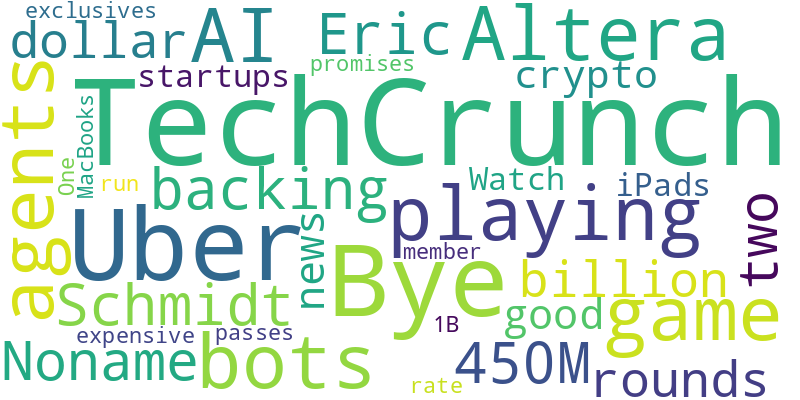 exclusives
dollar
AI
Eric
Altera
startups
promises
crypto
agents
TechCrunch
MacBooks
One
run
backing
Watch
iPads
Uber
news
playing
member
two
Bye
billion
Schmidt
1B
good
game
expensive
passes
Noname
bots
450M
rounds
rate